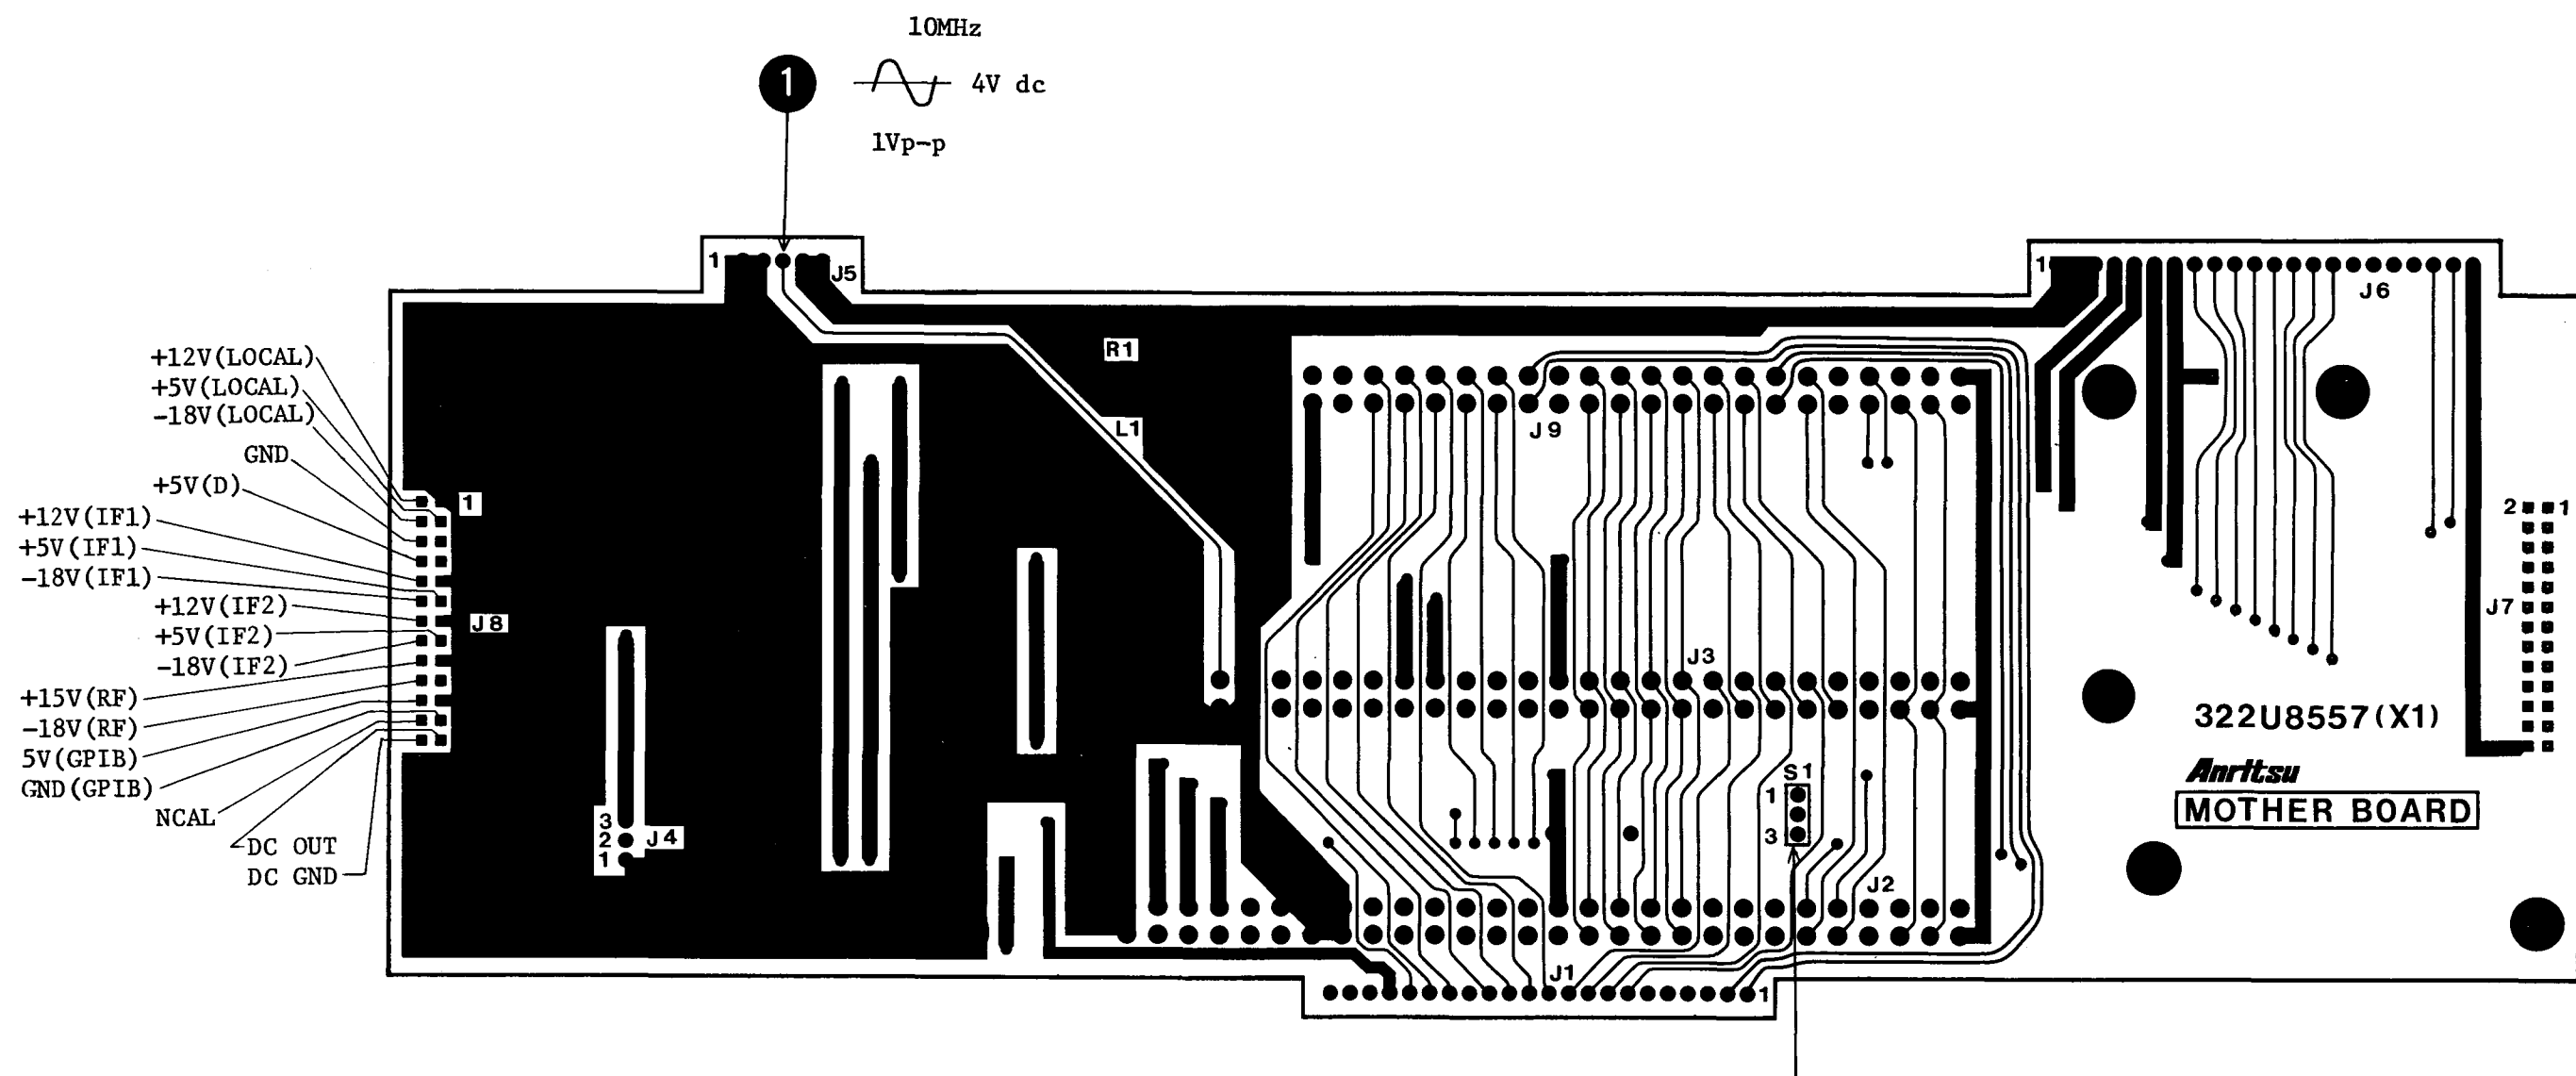 10MHz
1
4V dc
1Vp-p
1
J5
1
J6
R1
L1
J9
+12V(LOCAL)
+5V(LOCAL)
-18V(LOCAL)
GND
+5V(D)
+12V(IF1)
+5V(IF1)
-18V(IF1)
+12V(IF2)
+5V(IF2)
-18V(IF2)
+15V(RF)
-18V(RF)
5V(GPIB)
GND(GPIB)
NCAL
DC OUT
DC GND
1
J8
3
2
1
J4
J3
S1
1
3
J2
J1
1
2
1
J7
322U8557(X1)
Anritsu
MOTHER BOARD